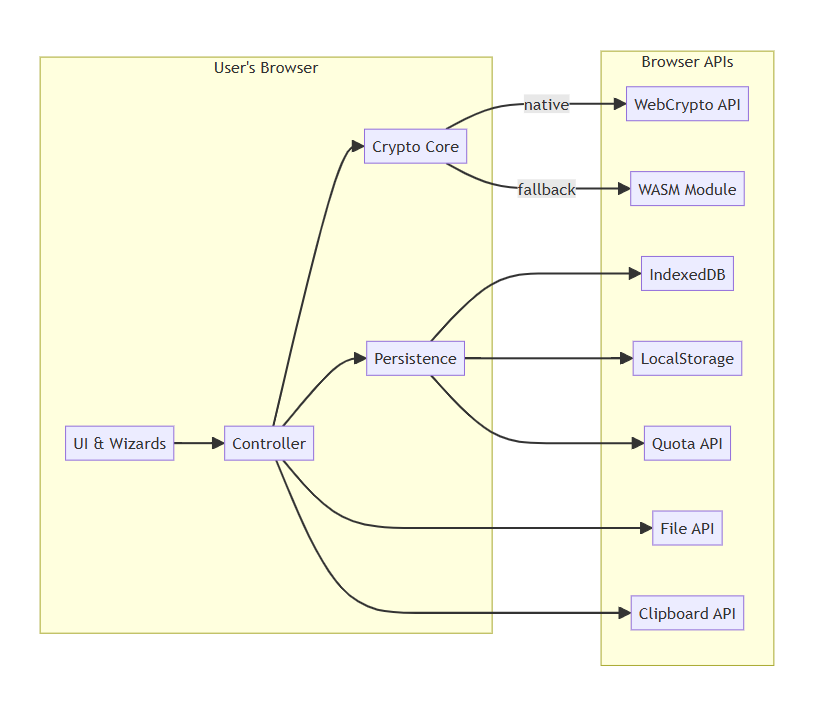 User's Browser
Browser APIs
native
WebCrypto API
Crypto Core
fallback
WASM Module
IndexedDB
Persistence
LocalStorage
UI & Wizards
Controller
Quota API
File API
Clipboard API